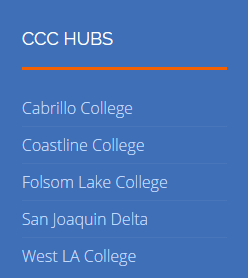 CCC HUBS
Cabrillo College
Coastline College
Folsom Lake College
San Joaquin Delta
West LA College